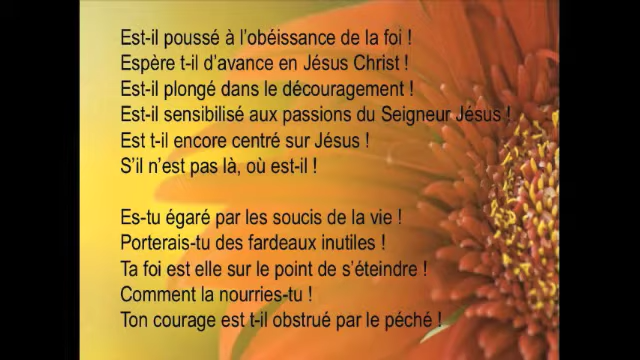 Est-il poussé à l'obéissance de la foi !
Espère t-il d'avance en Jésus Christ !
Est-il plongé dans le découragement !
Est-il sensibilisé aux passions du Seigneur Jésus !
Est t-il encore centré sur Jésus !
S'il n'est pas là, où est-il !
Es-tu égaré par les soucis de la vie !
Porterais-tu des fardeaux inutiles !
Ta foi est elle sur le point de s'éteindre !
Comment la nourries-tu !
Ton courage est t-il obstrué par le péché !